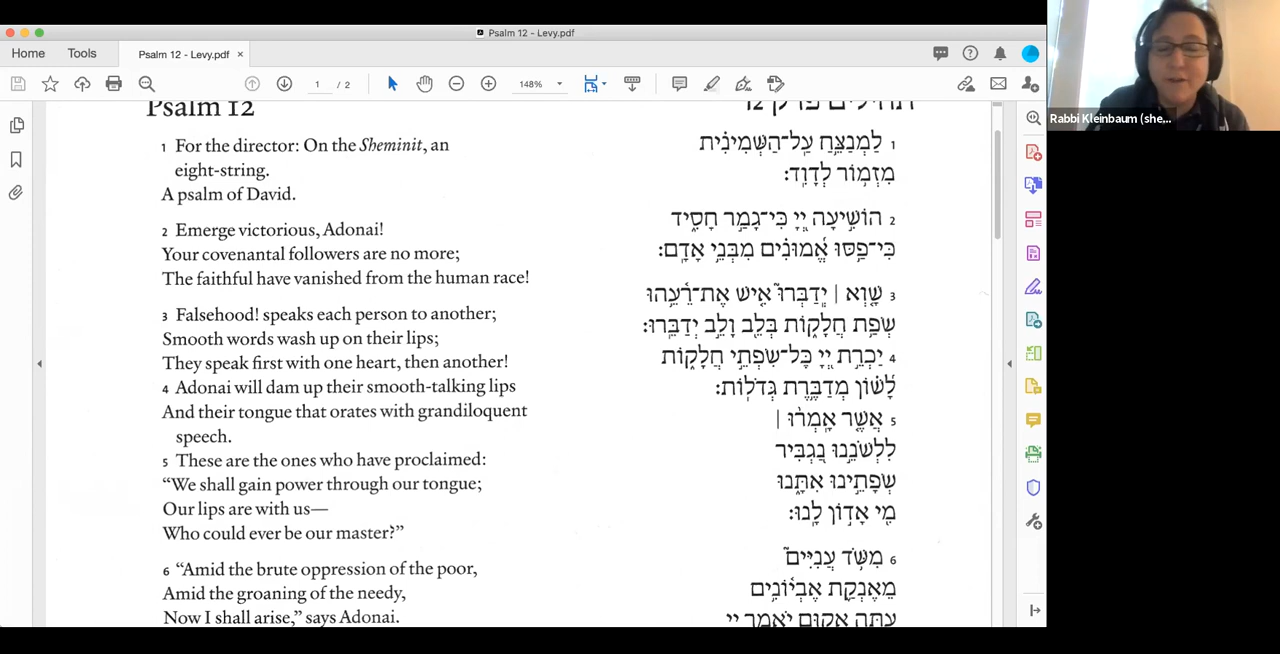 Psalm 12 - Levy.pdf
Home
Tools
Psalm 12 - Levy.pdf ×
1 / 2
148%
Rabbi Kleinbaum (she...
Psalm 12
1 For the director: On the Sheminit, an
eight-string.
A psalm of David.
2 Emerge victorious, Adonai!
Your covenantal followers are no more;
The faithful have vanished from the human race!
3 Falsehood! speaks each person to another;
Smooth words wash up on their lips;
They speak first with one heart, then another!
4 Adonai will dam up their smooth-talking lips
And their tongue that orates with grandiloquent
speech.
5 These are the ones who have proclaimed:
“We shall gain power through our tongue;
Our lips are with us—
Who could ever be our master?”
6 “Amid the brute oppression of the poor,
Amid the groaning of the needy,
Now I shall arise,” says Adonai.
תהילים פרק 12
1 לַמְנַצֵּ֥חַ עַֽל־הַשְּׁמִינִ֗ית
מִזְמ֥וֹר לְדָוִֽד׃
2 הוֹשִׁ֣יעָה יְ֭יָ כִּי־גָמַ֣ר חָסִ֑יד
כִּי־פַ֥סּוּ אֱ֝מוּנִ֗ים מִבְּנֵ֥י אָדָֽם׃
3 שָׁ֤וְא ׀ יְֽדַבְּרוּ֮ אִ֤ישׁ אֶת־רֵ֫עֵ֥הוּ
שְׂפַ֥ת חֲלָק֑וֹת בְּלֵ֖ב וָלֵ֣ב יְדַבֵּֽרוּ׃
4 יַכְרֵ֣ת יְ֭יָ כׇּל־שִׂפְתֵ֣י חֲלָק֑וֹת
לָ֝שׁ֗וֹן מְדַבֶּ֥רֶת גְּדֹלֽוֹת׃
5 אֲשֶׁ֤ר אָֽמְר֨וּ ׀
לִלְשֹׁנֵ֣נוּ נַ֭גְבִּיר
שְׂפָתֵ֣ינוּ אִתָּ֑נוּ
מִ֖י אָד֣וֹן לָֽנוּ׃
6 מִשֹּׁ֥ד עֲנִיִּים֮
מֵאַנְקַ֢ת אֶבְי֫וֹנִ֥ים
עַתָּ֣ה אָ֭קוּם יֹאמַ֣ר יְיָ